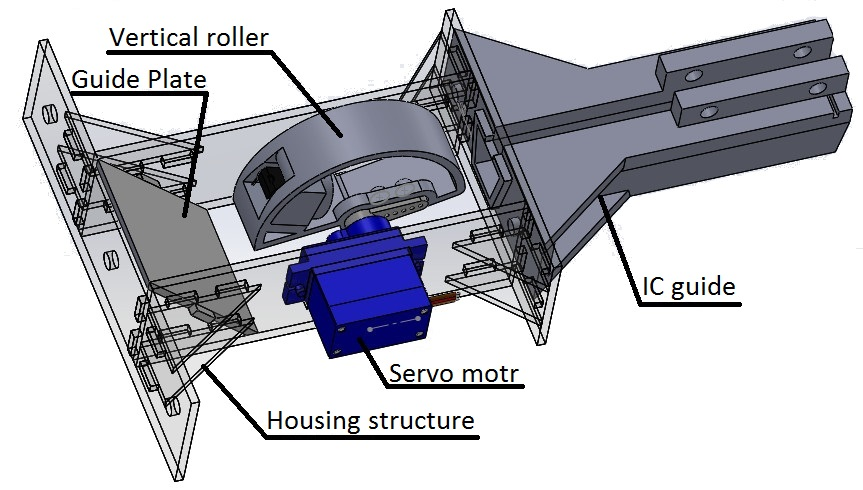 Vertical roller
Guide Plate
IC guide
Servo motr
Housing structure